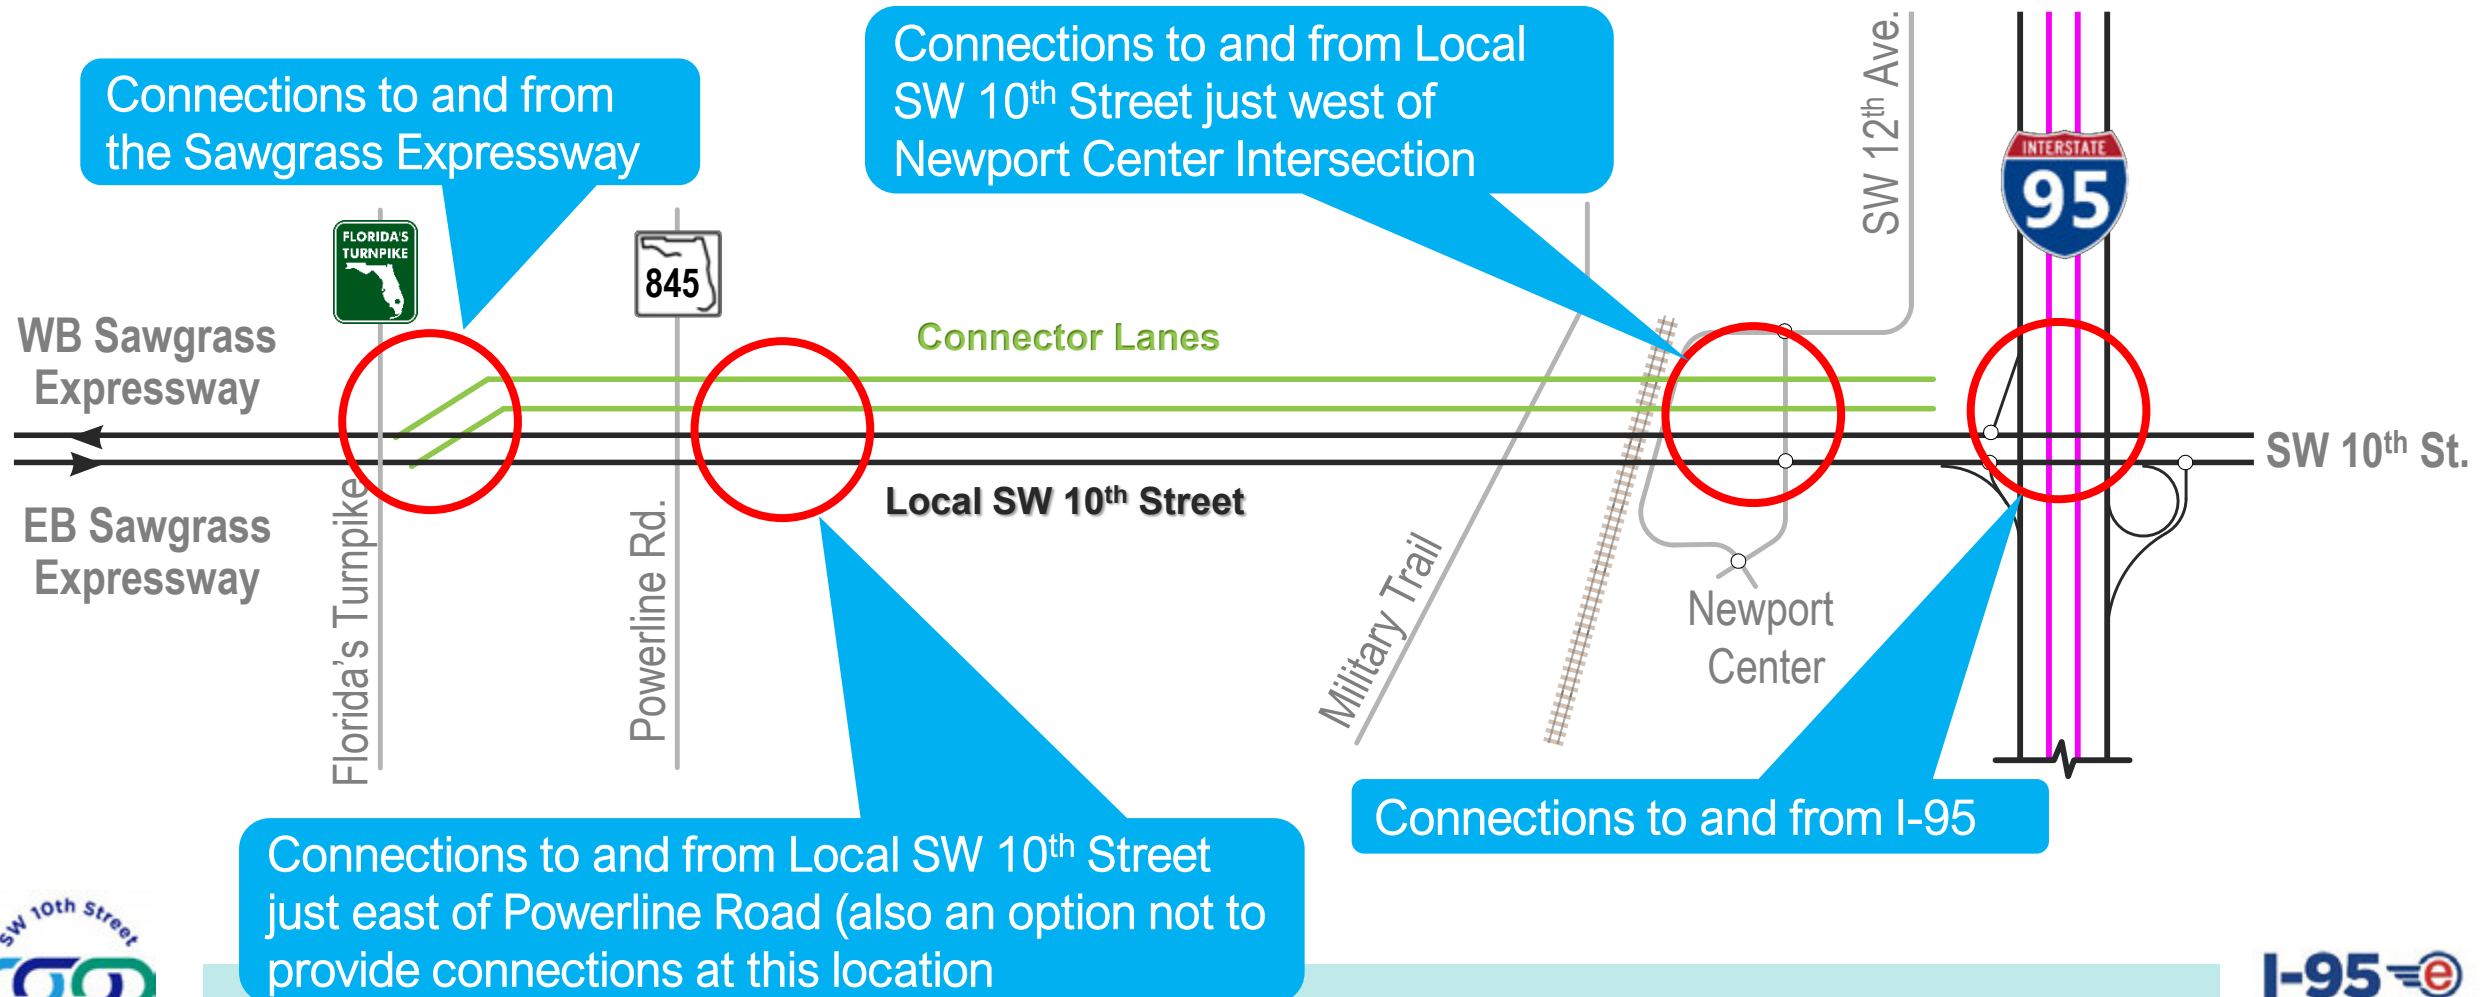 Connections to and from
the Sawgrass Expressway
Connections to and from Local
SW 10th Street just west of
Newport Center Intersection
SW 12th Ave.
INTERSTATE
95
FLORIDA'S
TURNPIKE
845
WB Sawgrass
Expressway
Connector Lanes
SW 10th St.
Local SW 10th Street
EB Sawgrass
Expressway
Florida's Turnpike
Powerline Rd.
Military Trail
Newport
Center
Connections to and from I-95
Connections to and from Local SW 10th Street
just east of Powerline Road (also an option not to
provide connections at this location
SW 10th Street
I-95 e